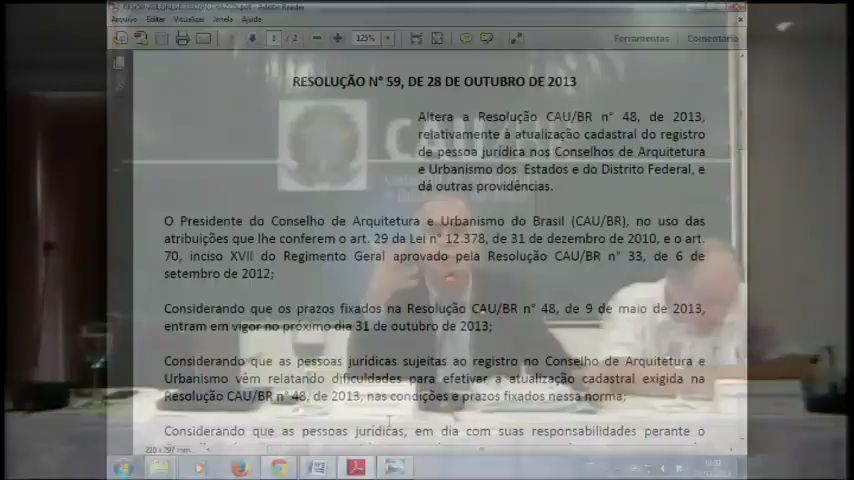 Arquivo Editar Visualizar Janela Ajuda
1 / 2 125% Ferramentas Comentário
RESOLUÇÃO N° 59, DE 28 DE OUTUBRO DE 2013
Altera a Resolução CAU/BR n° 48, de 2013,
relativamente à atualização cadastral do registro
de pessoa jurídica nos Conselhos de Arquitetura
e Urbanismo dos Estados e do Distrito Federal, e
dá outras providências.
O Presidente do Conselho de Arquitetura e Urbanismo do Brasil (CAU/BR), no uso das
atribuições que lhe conferem o art. 29 da Lei n° 12.378, de 31 de dezembro de 2010, e o art.
70, inciso XVII do Regimento Geral aprovado pela Resolução CAU/BR n° 33, de 6 de
setembro de 2012;
Considerando que os prazos fixados na Resolução CAU/BR n° 48, de 9 de maio de 2013,
entram em vigor no próximo dia 31 de outubro de 2013;
Considerando que as pessoas jurídicas sujeitas ao registro no Conselho de Arquitetura e
Urbanismo vêm relatando dificuldades para efetivar a atualização cadastral exigida na
Resolução CAU/BR n° 48, de 2013, nas condições e prazos fixados nessa norma;
Considerando que as pessoas jurídicas, em dia com suas responsabilidades perante o
210 x 297 mm